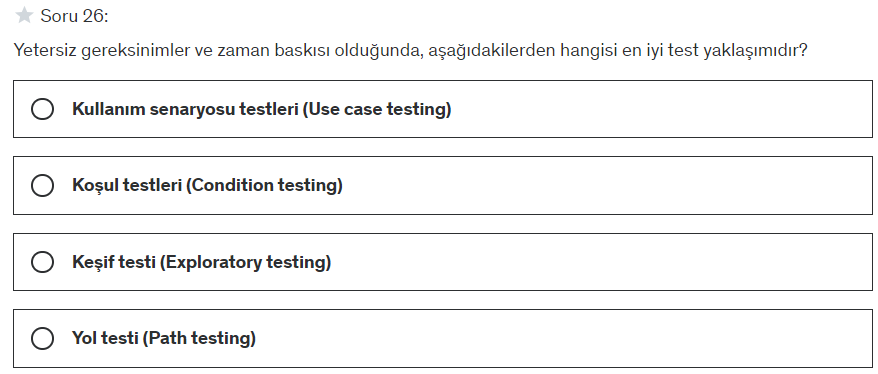 Soru 26:
Yetersiz gereksinimler ve zaman baskısı olduğunda, aşağıdakilerden hangisi en iyi test yaklaşımıdır?
Kullanım senaryosu testleri (Use case testing)
Koşul testleri (Condition testing)
Keşif testi (Exploratory testing)
Yol testi (Path testing)